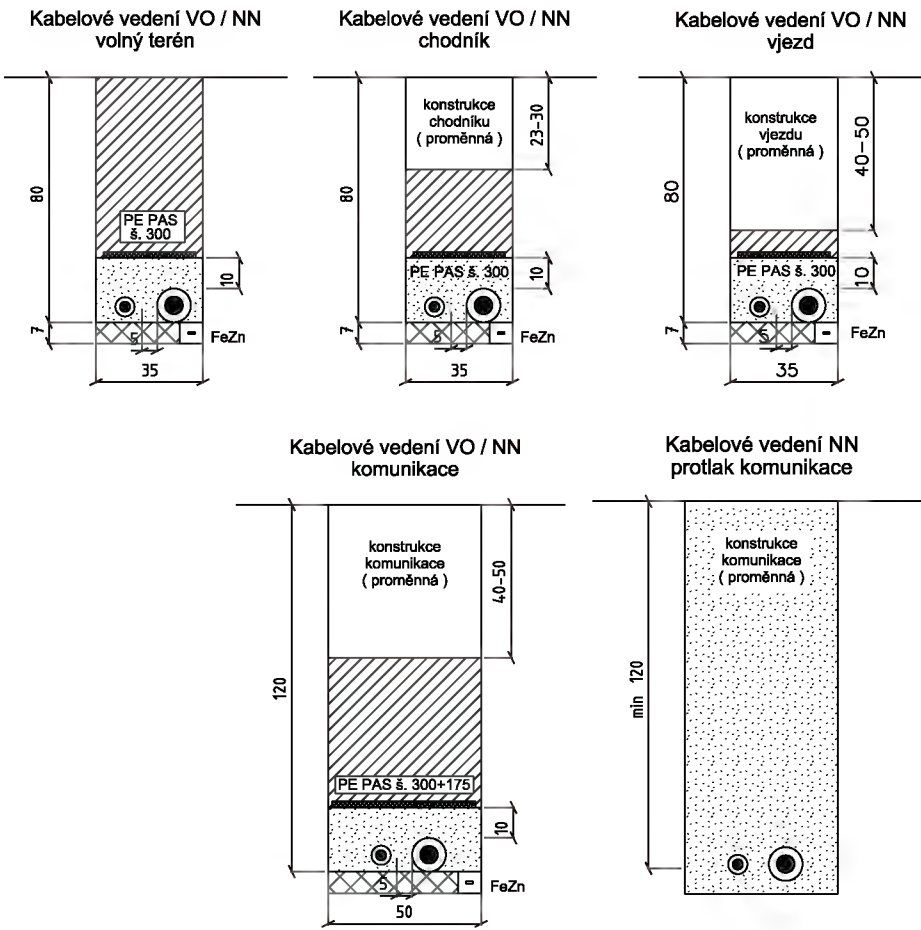 Kabelové vedení VO / NN
volný terén
80
PE PAS
š. 300
10
7
5
FeZn
35
Kabelové vedení VO / NN
chodník
konstrukce
chodníku
( proměnná )
23-30
80
PE PAS š. 300
10
7
5
FeZn
35
Kabelové vedení VO / NN
vjezd
konstrukce
vjezdu
( proměnná )
40-50
80
PE PAS š. 300
10
7
5
FeZn
35
Kabelové vedení VO / NN
komunikace
konstrukce
komunikace
( proměnná )
40-50
120
PE PAS š. 300+175
10
5
FeZn
50
Kabelové vedení NN
protlak komunikace
konstrukce
komunikace
( proměnná )
min 120